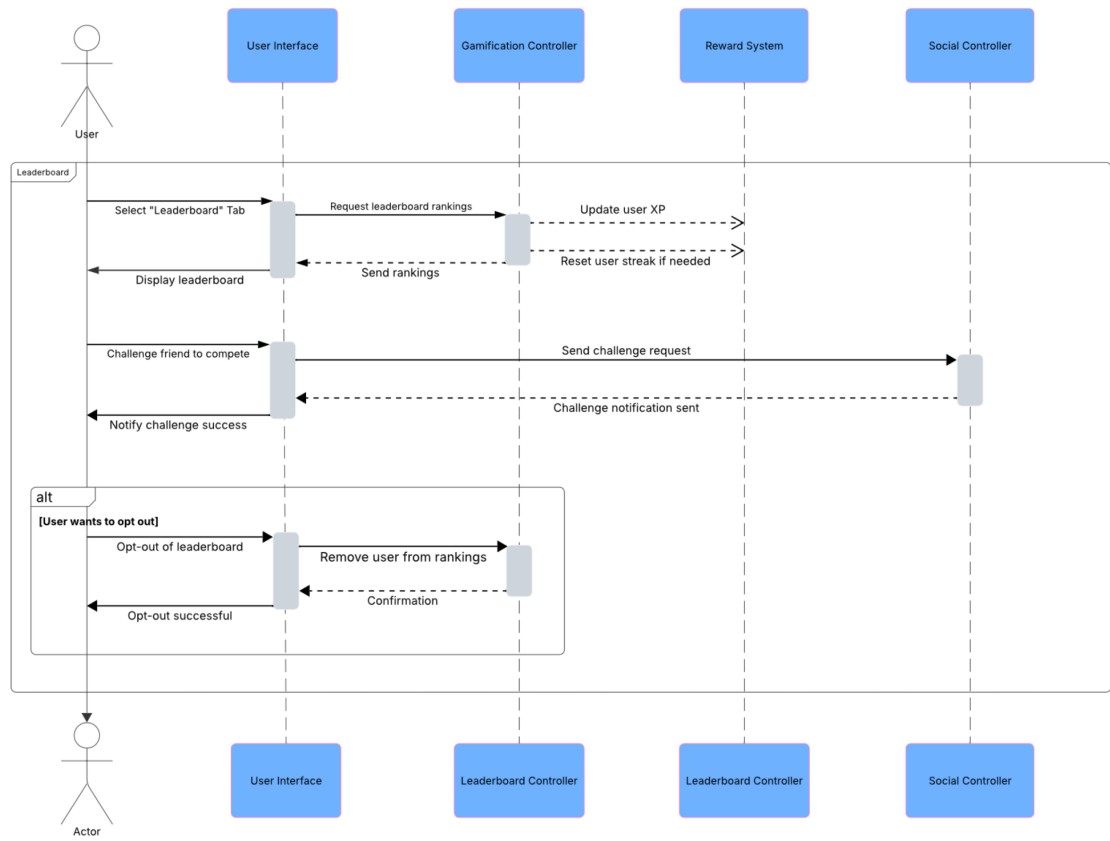 User Interface
Gamification Controller
Reward System
Social Controller
User
Leaderboard
Select "Leaderboard" Tab
Request leaderboard rankings
Update user XP
Reset user streak if needed
Send rankings
Display leaderboard
Challenge friend to compete
Send challenge request
Challenge notification sent
Notify challenge success
alt
[User wants to opt out]
Opt-out of leaderboard
Remove user from rankings
Confirmation
Opt-out successful
User Interface
Leaderboard Controller
Leaderboard Controller
Social Controller
Actor